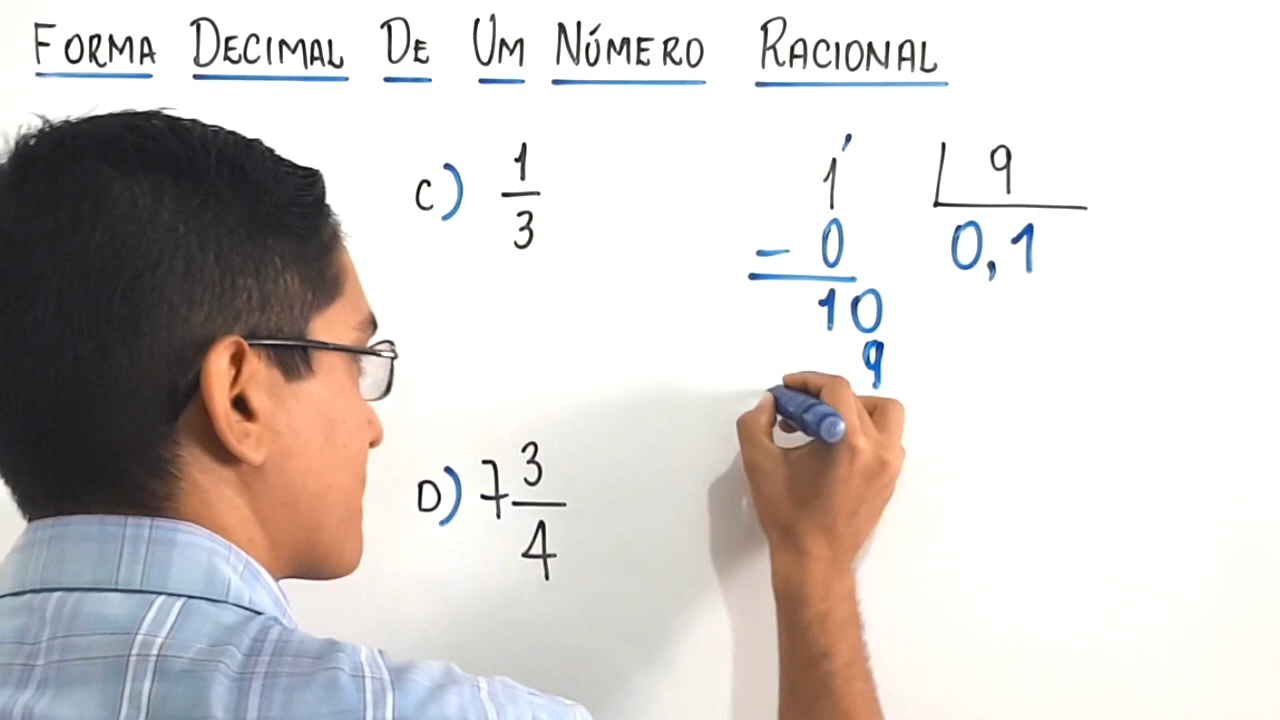 FORMA DECIMAL DE UM NÚMERO RACIONAL
C) 1/3
1' 9
- 0 0,1
10
9
D) 7 3/4